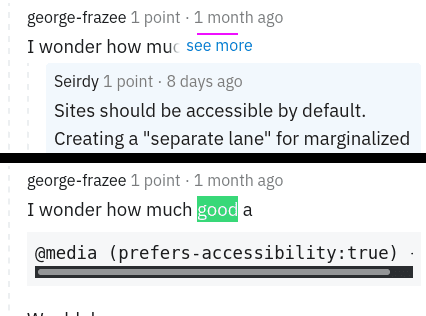 george-frazee 1 point · 1 month ago
I wonder how muc see more
Seirdy 1 point · 8 days ago
Sites should be accessible by default.
Creating a "separate lane" for marginalized
george-frazee 1 point · 1 month ago
I wonder how much good a
@media (prefers-accessibility:true)